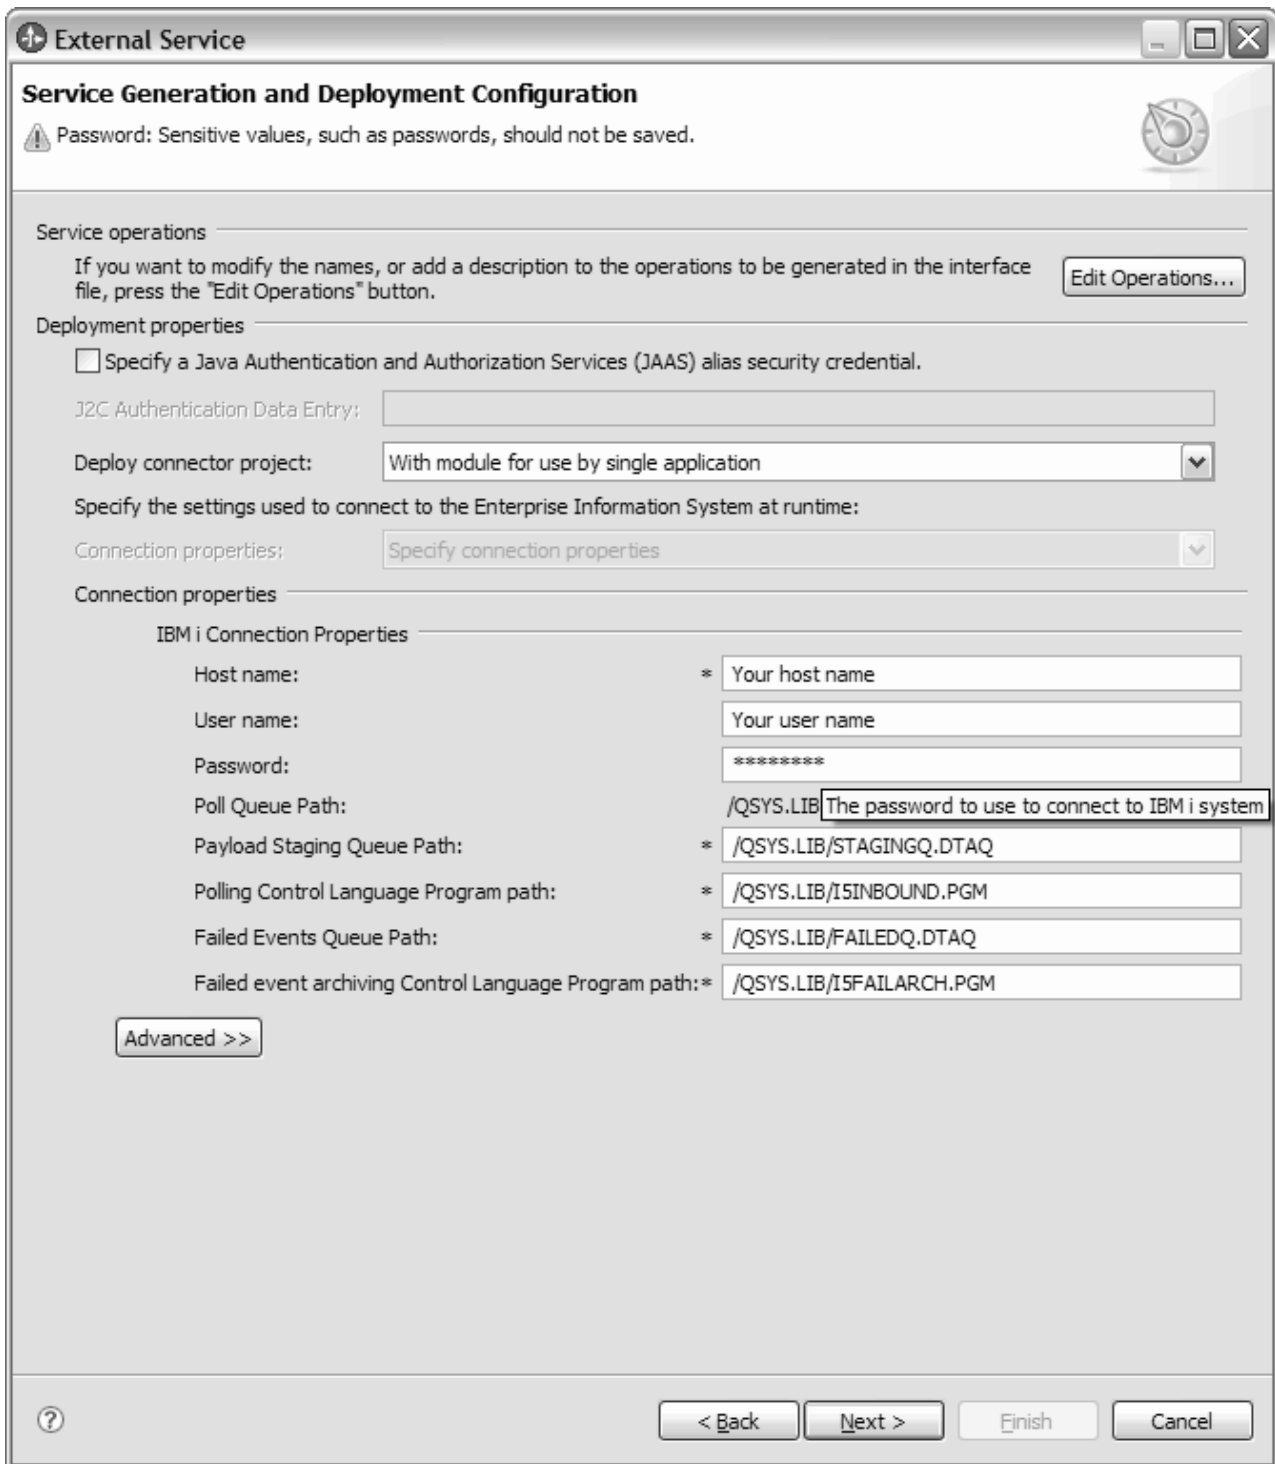 External Service
Service Generation and Deployment Configuration
Password: Sensitive values, such as passwords, should not be saved.
Service operations
If you want to modify the names, or add a description to the operations to be generated in the interface
file, press the "Edit Operations" button.
Edit Operations...
Deployment properties
Specify a Java Authentication and Authorization Services (JAAS) alias security credential.
J2C Authentication Data Entry:
Deploy connector project: With module for use by single application
Specify the settings used to connect to the Enterprise Information System at runtime:
Connection properties: Specify connection properties
Connection properties
IBM i Connection Properties
Host name: * Your host name
User name: Your user name
Password: ********
Poll Queue Path: /QSYS.LIB The password to use to connect to IBM i system
Payload Staging Queue Path: * /QSYS.LIB/STAGINGQ.DTAQ
Polling Control Language Program path: * /QSYS.LIB/I5INBOUND.PGM
Failed Events Queue Path: * /QSYS.LIB/FAILEDQ.DTAQ
Failed event archiving Control Language Program path:* /QSYS.LIB/I5FAILARCH.PGM
Advanced >>
? < Back Next > Finish Cancel